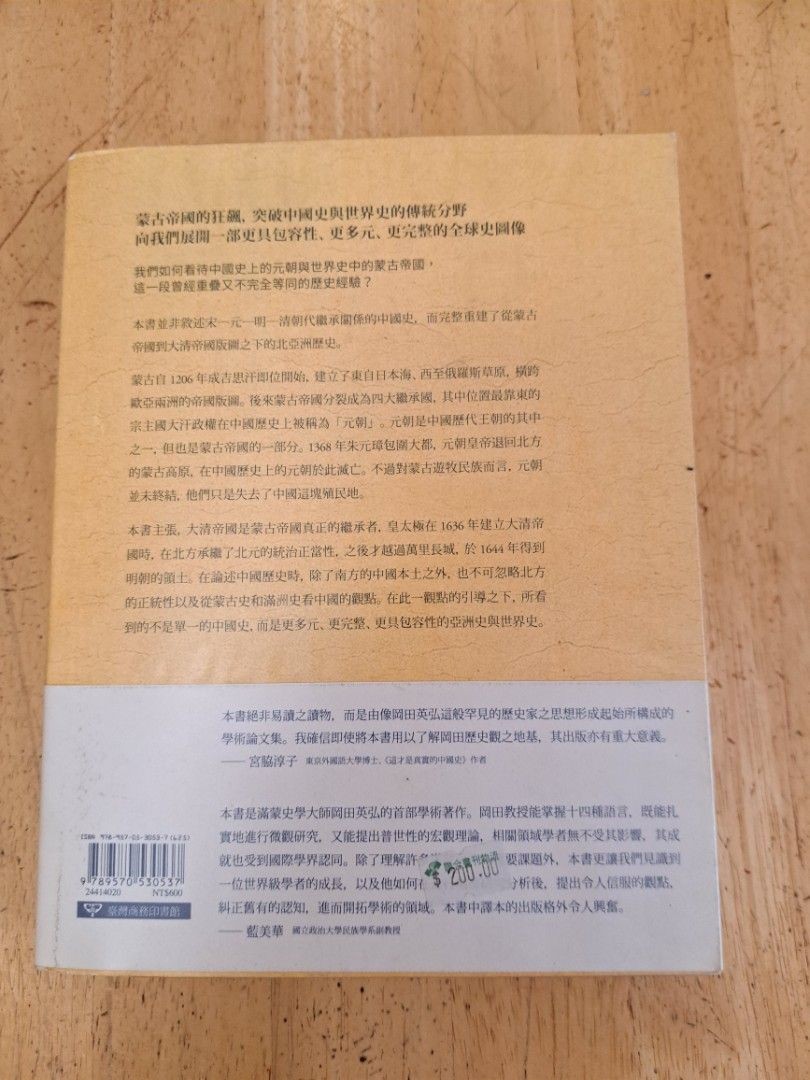 蒙古帝國的狂飆、突破中國史與世界史的傳統分野
向我們展開一部更具包容性、更多元、更完整的全球史圖像
我們如何看待中國史上的元朝與世界史中的蒙古帝國，
這一段曾經重疊又不完全等同的歷史經驗？
本書並非敘述宋—元—明—清朝代繼承關係的中國史，而完整重建了從蒙古
帝國到大清帝國版圖之下的北亞洲歷史。
蒙古自1206年成吉思汗即位開始，建立了東自日本海、西至俄羅斯草原，橫跨
歐亞兩洲的帝國版圖。後來蒙古帝國分裂成為四大繼承國，其中位置最靠東的
宗主國大汗政權在中國歷史上被稱為「元朝」。元朝是中國歷代王朝的其中
之一，但也是蒙古帝國的一部分。1368年朱元璋包圍大都，元朝皇帝退回北方
的蒙古高原，在中國歷史上的元朝於此滅亡。不過對蒙古遊牧民族而言，元朝
並未終結，他們只是失去了中國這塊殖民地。
本書主張，大清帝國是蒙古帝國真正的繼承者，皇太極在1636年建立大清帝
國時，在北方承繼了北元的統治正當性，之後才越過萬里長城，於1644年得到
明朝的領土。在論述中國歷史時，除了南方的中國本土之外，也不可忽略北方
的正統性以及從蒙古史和滿洲史看中國的觀點。在此一觀點的引導之下，所看
到的不是單一的中國史，而是更多元、更完整、更具包容性的亞洲史與世界史。
本書絕非易讀之讀物，而是由像岡田英弘這般罕見的歷史家之思想形成起始所構成的
學術論文集。我確信即使將本書用以了解岡田歷史觀之地基，其出版亦有重大意義。
——宮脇淳子 東京外國語大學博士、《這才是真實的中國史》作者
本書是滿蒙史學大師岡田英弘的首部學術著作。岡田教授能掌握十四種語言，既能扎
實地進行微觀研究，又能提出普世性的宏觀理論，相關領域學者無不受其影響，其成
就也受到國際學界認同。除了理解許多 要課題外，本書更讓我們見識到
$ 200.00
一位世界級學者的成長，以及他如何 分析後，提出令人信服的觀點，
糾正舊有的認知，進而開拓學術的領域。本書中譯本的出版格外令人興奮。
——藍美華 國立政治大學民族學系副教授
ISBN 978-957-05-3053-7 (625)
9 789570 530537
24414020 NT$600
臺灣商務印書館